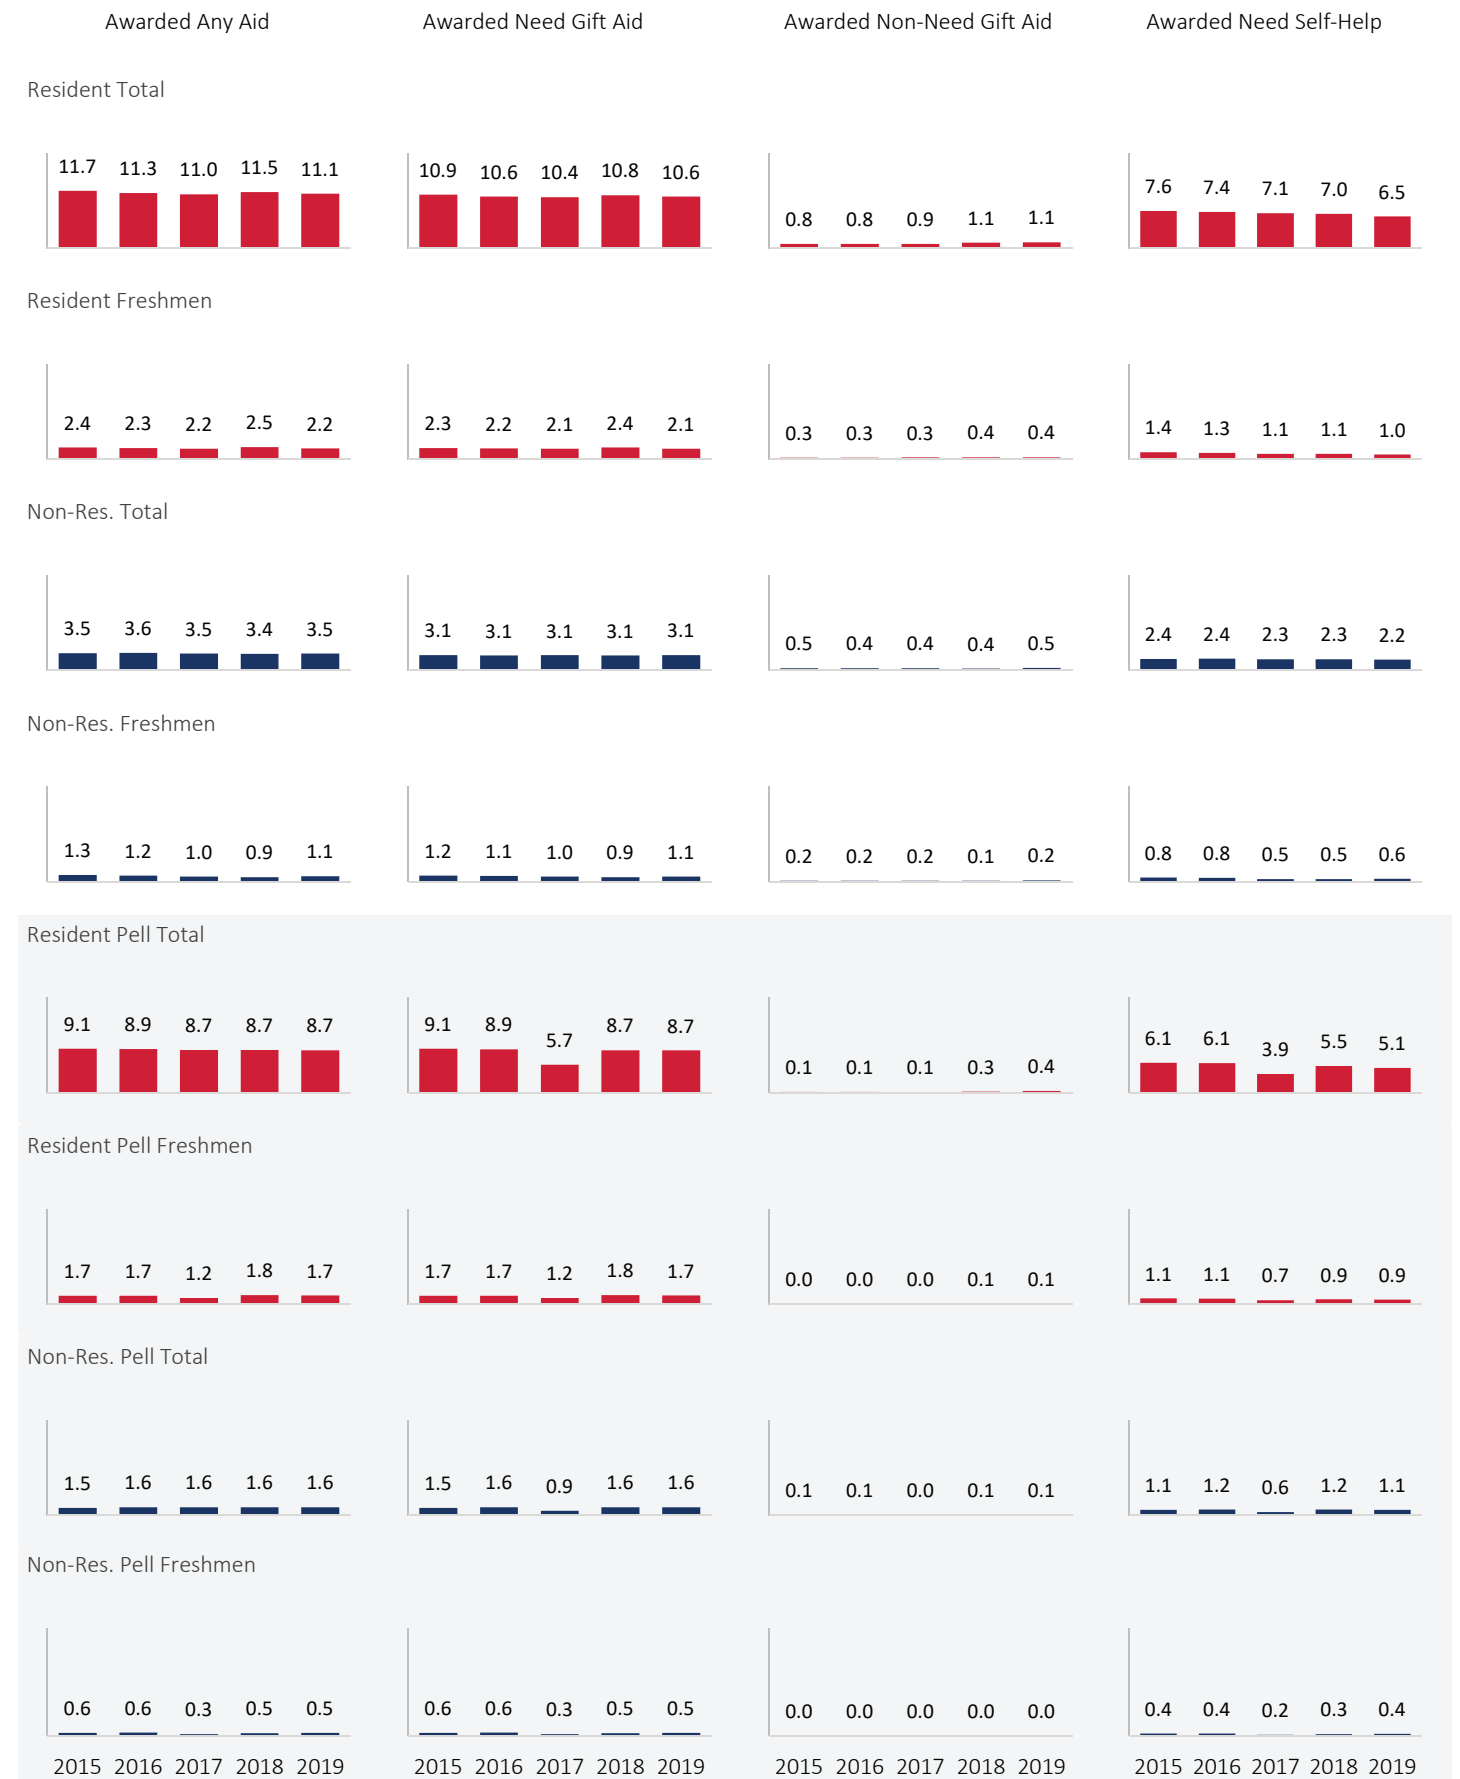 Awarded Any Aid Awarded Need Gift Aid Awarded Non-Need Gift Aid Awarded Need Self-Help
Resident Total
11.7 11.3 11.0 11.5 11.1 10.9 10.6 10.4 10.8 10.6 0.8 0.8 0.9 1.1 1.1 7.6 7.4 7.1 7.0 6.5
Resident Freshmen
2.4 2.3 2.2 2.5 2.2 2.3 2.2 2.1 2.4 2.1 0.3 0.3 0.3 0.4 0.4 1.4 1.3 1.1 1.1 1.0
Non-Res. Total
3.5 3.6 3.5 3.4 3.5 3.1 3.1 3.1 3.1 3.1 0.5 0.4 0.4 0.4 0.5 2.4 2.4 2.3 2.3 2.2
Non-Res. Freshmen
1.3 1.2 1.0 0.9 1.1 1.2 1.1 1.0 0.9 1.1 0.2 0.2 0.2 0.1 0.2 0.8 0.8 0.5 0.5 0.6
Resident Pell Total
9.1 8.9 8.7 8.7 8.7 9.1 8.9 5.7 8.7 8.7 0.1 0.1 0.1 0.3 0.4 6.1 6.1 3.9 5.5 5.1
Resident Pell Freshmen
1.7 1.7 1.2 1.8 1.7 1.7 1.7 1.2 1.8 1.7 0.0 0.0 0.0 0.1 0.1 1.1 1.1 0.7 0.9 0.9
Non-Res. Pell Total
1.5 1.6 1.6 1.6 1.6 1.5 1.6 0.9 1.6 1.6 0.1 0.1 0.0 0.1 0.1 1.1 1.2 0.6 1.2 1.1
Non-Res. Pell Freshmen
0.6 0.6 0.3 0.5 0.5 0.6 0.6 0.3 0.5 0.5 0.0 0.0 0.0 0.0 0.0 0.4 0.4 0.2 0.3 0.4
2015 2016 2017 2018 2019 2015 2016 2017 2018 2019 2015 2016 2017 2018 2019 2015 2016 2017 2018 2019